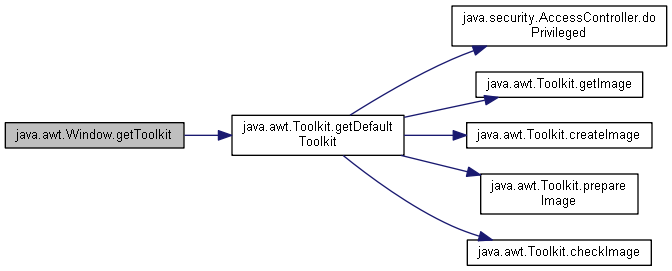 java.security.AccessController.do
Privileged
java.awt.Toolkit.getImage
java.awt.Window.getToolkit
java.awt.Toolkit.getDefault
Toolkit
java.awt.Toolkit.createImage
java.awt.Toolkit.prepare
Image
java.awt.Toolkit.checkImage